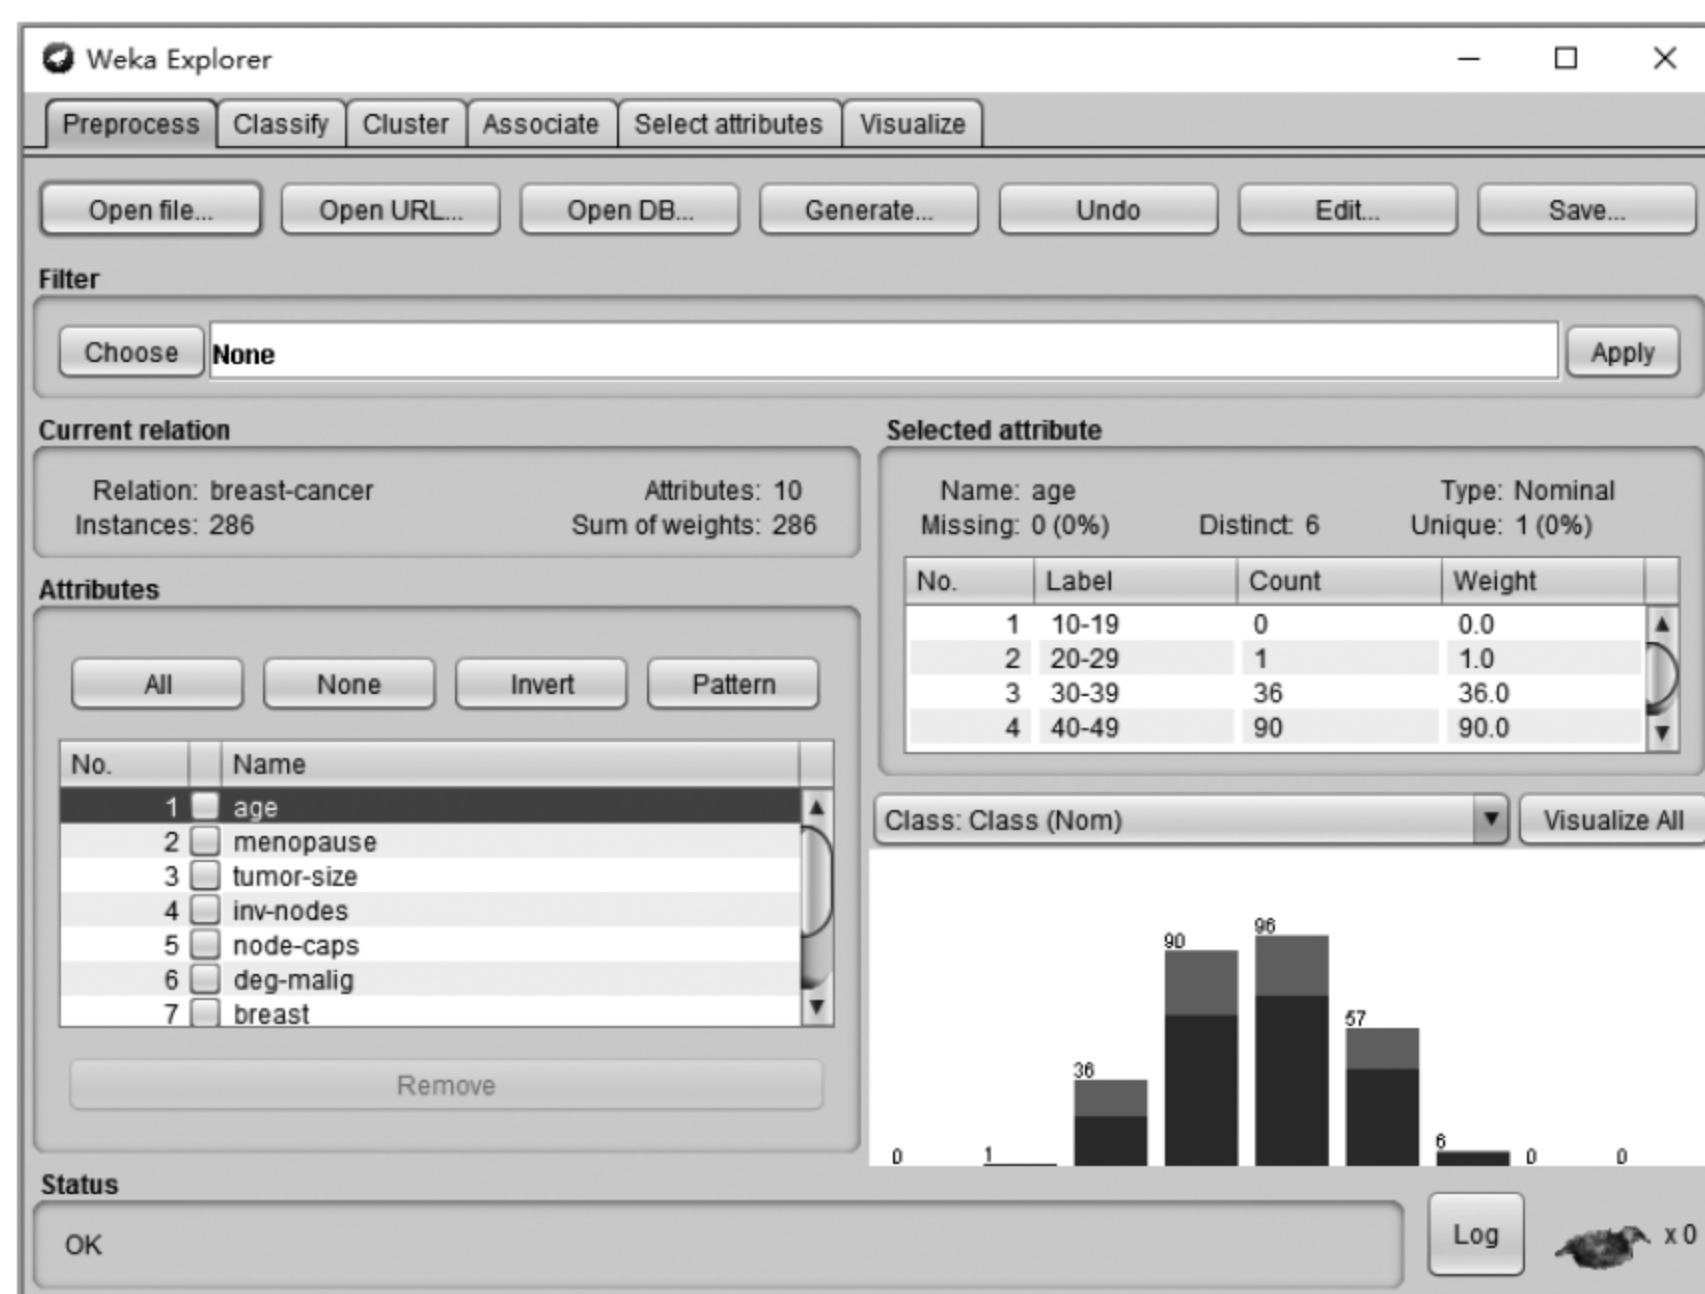 Weka Explorer
Preprocess Classify Cluster Associate Select attributes Visualize
Open file... Open URL... Open DB... Generate... Undo Edit... Save...
Filter
Choose None Apply
Current relation
Relation: breast-cancer Attributes: 10
Instances: 286 Sum of weights: 286
Attributes
All None Invert Pattern
No. Name
1 age
2 menopause
3 tumor-size
4 inv-nodes
5 node-caps
6 deg-malig
7 breast
Remove
Selected attribute
Name: age Type: Nominal
Missing: 0 (0%) Distinct: 6 Unique: 1 (0%)
No. Label Count Weight
1 10-19 0 0.0
2 20-29 1 1.0
3 30-39 36 36.0
4 40-49 90 90.0
Class: Class (Nom) Visualize All
0 1 36 90 96 57 6 0 0
Status
OK
Log x 0